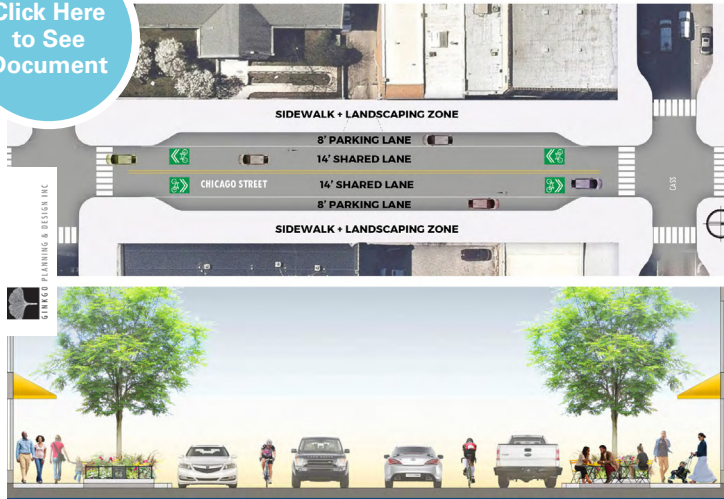 Click Here
to See
Document
SIDEWALK + LANDSCAPING ZONE
8' PARKING LANE
14' SHARED LANE
CHICAGO STREET
14' SHARED LANE
8' PARKING LANE
SIDEWALK + LANDSCAPING ZONE
CASS
GINKGO PLANNING & DESIGN INC